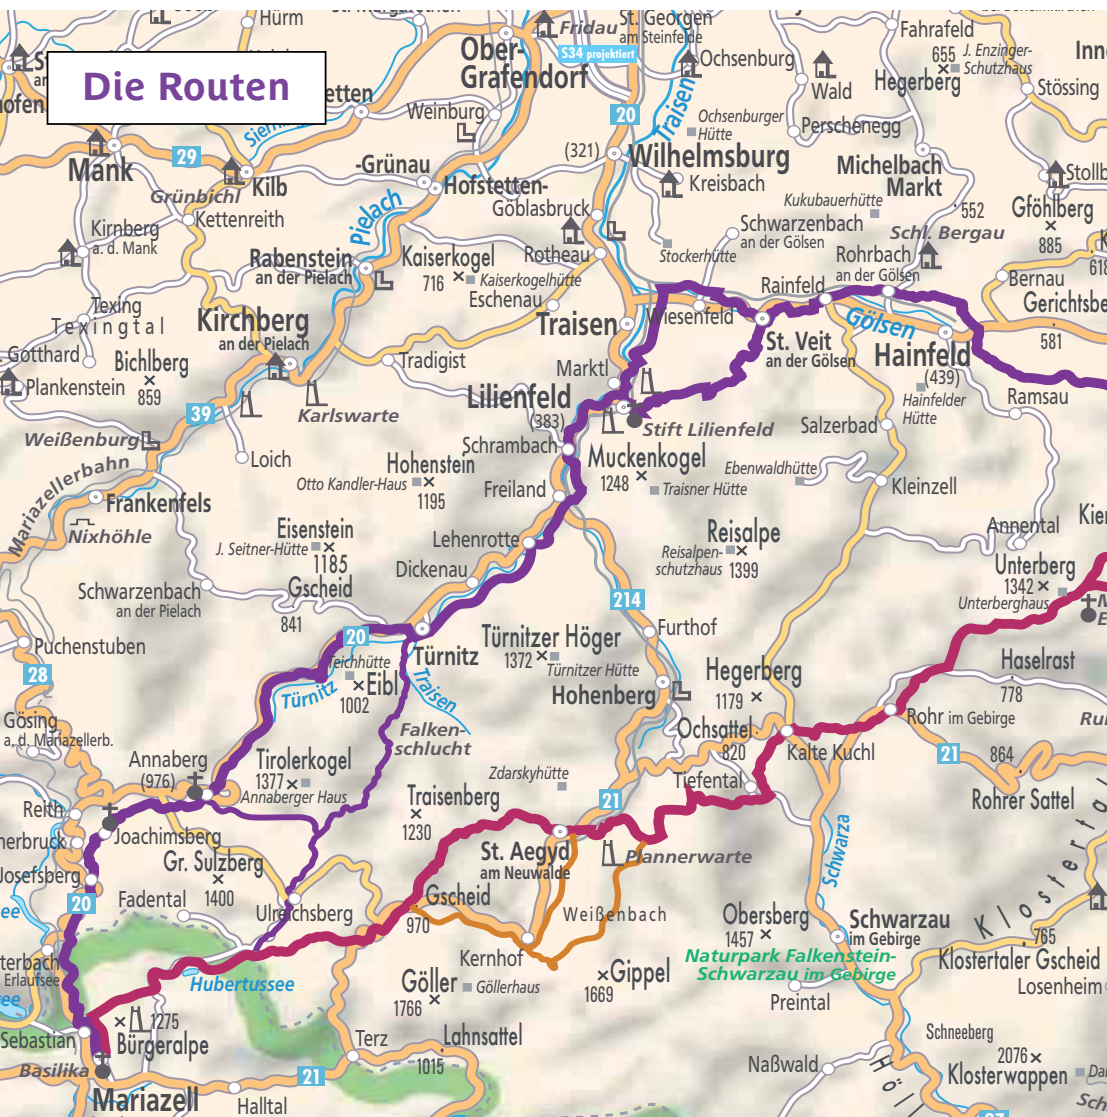 Die Routen
Hürm
Fridau
St. Georgen
am Steinfelde
S34 projektiert
Ochsenburg
Fahrafeld
655
J. Enzinger-
Schutzhaus
Hegerberg
Stössing
Wald
Perschenegg
Ober-
Grafendorf
Weinburg
20
Traisen
Ochsenburger
Hütte
(321)
Wilhelmsburg
Kreisbach
Michelbach
Markt
Mank
29
Kilb
Grünbichl
Kettenreith
-Grünau
Hofstetten-
Göblasbruck
Pielach
Kukubauerhütte
552
Gföhlberg
885
Kirnberg
a. d. Mank
Rabenstein
an der Pielach
Kaiserkogel
716
Kaiserkogelhütte
Rotheau
Stockerhütte
Schwarzenbach
an der Gölsen
Schl. Bergau
Rohrbach
an der Gölsen
Bernau
Gerichtsbe
581
618
Texing
Texingtal
Kirchberg
an der Pielach
Eschenau
Traisen
Wiesenfeld
Rainfeld
Gölsen
St. Veit
an der Gölsen
Hainfeld
(439)
Hainfelder
Hütte
Ramsau
Gotthard
Bichlberg
859
Plankenstein
Tradigist
Marktl
Lilienfeld
(383)
Stift Lilienfeld
Salzerbad
39
Karlswarte
Weißenburg
Loich
Schrambach
Muckenkogel
1248
Traisner Hütte
Ebenwaldhütte
Kleinzell
Mariazellerbahn
Frankenfels
Nixhöhle
Hohenstein
Otto Kandler-Haus
1195
Freiland
Eisenstein
J. Seitner-Hütte
1185
Lehenrotte
Reisalpe
Reisalpen-
schutzhaus
1399
Annental
Unterberg
1342
Unterberghaus
Schwarzenbach
an der Pielach
Gscheid
841
Dickenau
214
Puchenstuben
28
20
Teichhütte
Türnitz
Türnitz
Eibl
1002
Traisen
Türnitzer Höger
1372
Türnitzer Hütte
Furthof
Hohenberg
Hegerberg
1179
Haselrast
778
Gösing
a. d. Mariazellerb.
Falken-
schlucht
Ochsattel
820
Kalte Kuchl
Rohr im Gebirge
21
864
Rohrer Sattel
Annaberg
(976)
Tirolerkogel
1377
Annaberger Haus
Zdarskyhütte
Tiefental
Reith
Joachimsberg
Traisenberg
1230
21
St. Aegyd
am Neuwalde
Plannerwarte
Schwarza
Josefsberg
Gr. Sulzberg
1400
20
Fadental
Ulreichsberg
Gscheid
970
Weißenbach
Obersberg
1457
Schwarzau
im Gebirge
Naturpark Falkenstein-
Schwarzau im Gebirge
765
Klostertaler Gscheid
Losenheim
Erlaufsee
Hubertussee
Kernhof
Göller
1766
Göllerhaus
Gippel
1669
Preintal
Sebastian
1275
Bürgeralpe
Basilika
Mariazell
Halltal
21
Terz
Lahnsattel
1015
Naßwald
Schneeberg
2076
Klosterwappen